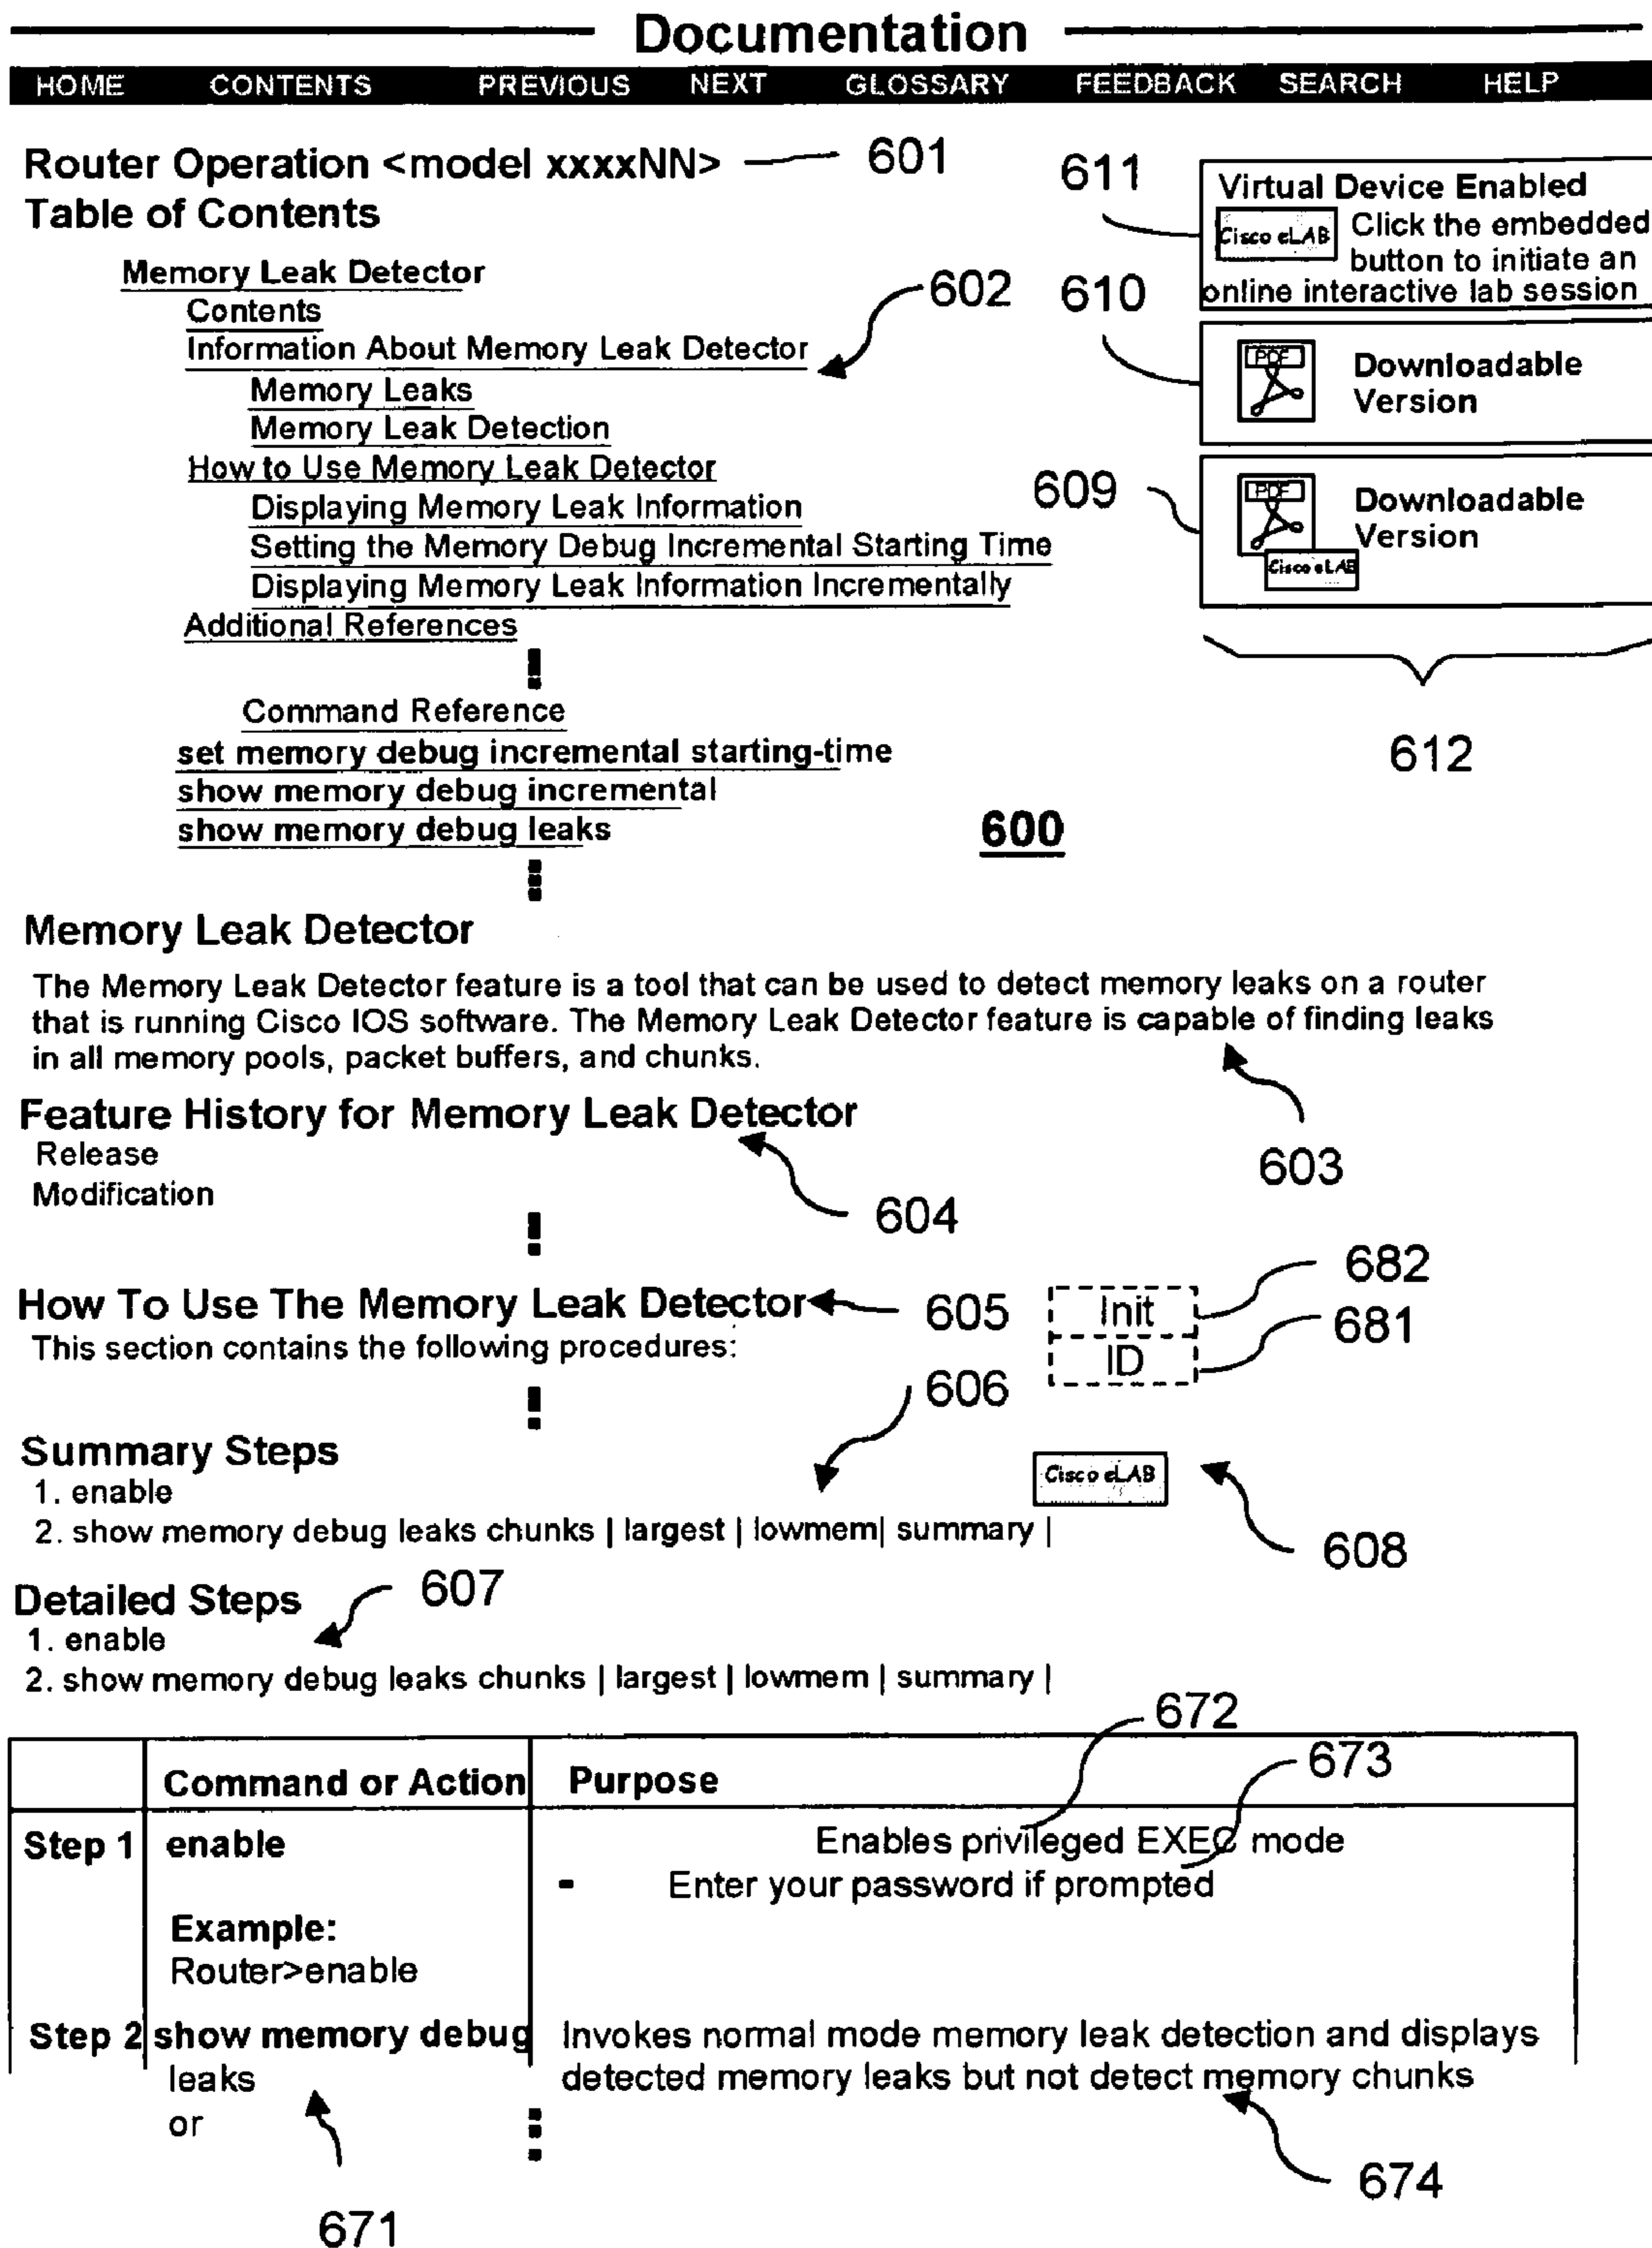 Documentation
HOME CONTENTS PREVIOUS NEXT GLOSSARY FEEDBACK SEARCH HELP
Router Operation <model xxxxNN> 601
Table of Contents
611
Virtual Device Enabled
Cisco eLAB Click the embedded
button to initiate an
online interactive lab session
Memory Leak Detector
Contents
602
610
Information About Memory Leak Detector
PDF Downloadable
Version
Memory Leaks
Memory Leak Detection
How to Use Memory Leak Detector
609
PDF Downloadable
Version
Cisco eLAB
Displaying Memory Leak Information
Setting the Memory Debug Incremental Starting Time
Displaying Memory Leak Information Incrementally
Additional References
612
Command Reference
set memory debug incremental starting-time
show memory debug incremental
show memory debug leaks
600
Memory Leak Detector
The Memory Leak Detector feature is a tool that can be used to detect memory leaks on a router
that is running Cisco IOS software. The Memory Leak Detector feature is capable of finding leaks
in all memory pools, packet buffers, and chunks.
603
Feature History for Memory Leak Detector
Release
Modification
604
How To Use The Memory Leak Detector 605
This section contains the following procedures:
Init 682
ID 681
606
Summary Steps
1. enable
2. show memory debug leaks chunks | largest | lowmem| summary |
Cisco eLAB
608
Detailed Steps 607
1. enable
2. show memory debug leaks chunks | largest | lowmem | summary |
672
673
Command or Action Purpose
Step 1 enable Enables privileged EXEC mode
- Enter your password if prompted
Example:
Router>enable
Step 2 show memory debug Invokes normal mode memory leak detection and displays
leaks detected memory leaks but not detect memory chunks
or
674
671